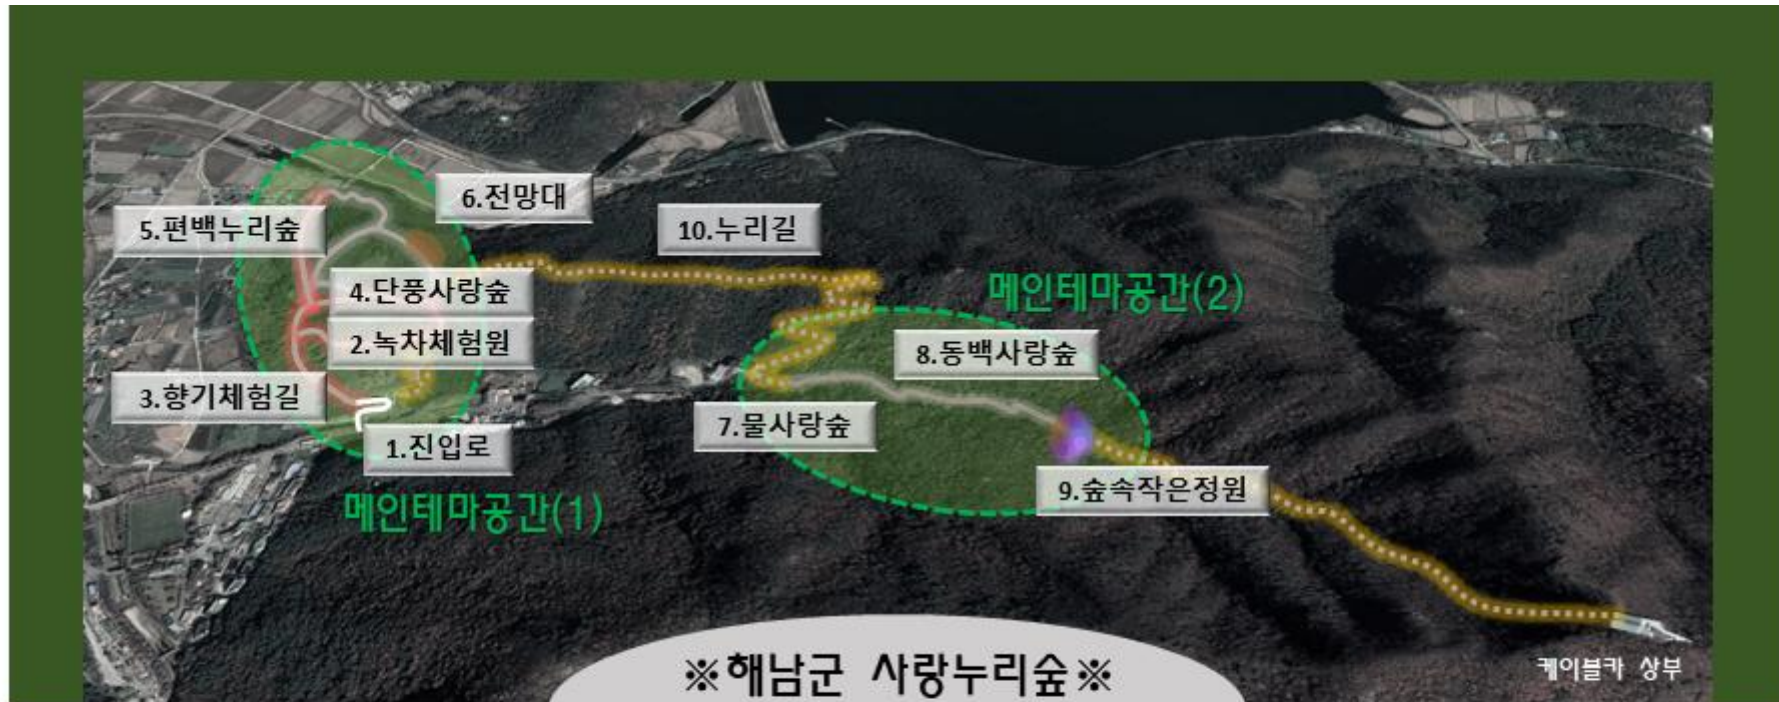 6.전망대
5.편백누리숲
10.누리길
4.단풍사랑숲
메인테마공간(2)
2.녹차체험원
8.동백사랑숲
3.향기체험길
7.물사랑숲
1.진입로
9.숲속작은정원
메인테마공간(1)
※해남군 사랑누리숲※
케이블카 상부